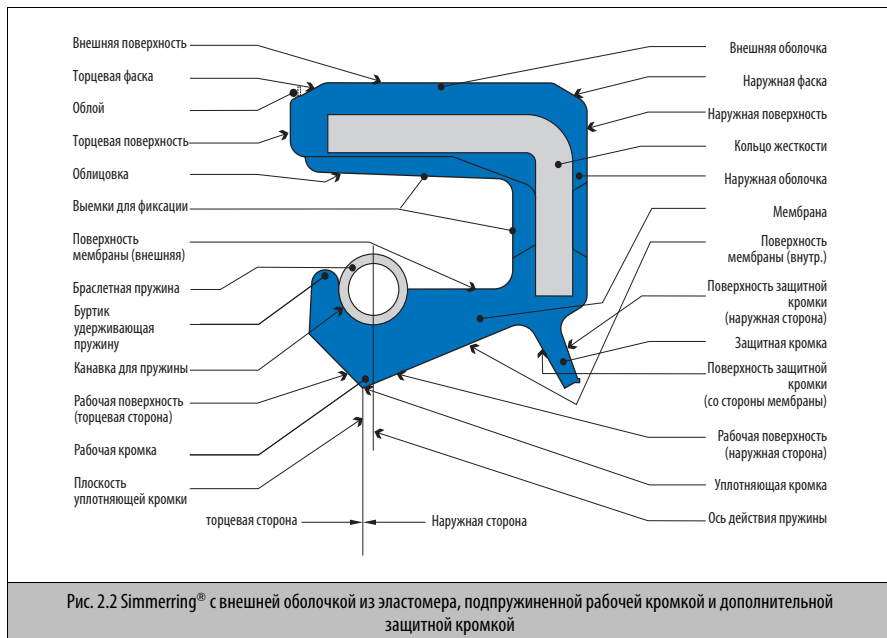 Внешняя поверхность
Торцевая фаска
Облой
Торцевая поверхность
Облицовка
Выемки для фиксации
Поверхность
мембраны (внешняя)
Браслетная пружина
Буртик
удерживающая
пружину
Канавка для пружины
Рабочая поверхность
(торцевая сторона)
Рабочая кромка
Плоскость
уплотняющей кромки
торцевая сторона
Наружная сторона
Внешняя оболочка
Наружная фаска
Наружная поверхность
Кольцо жесткости
Наружная оболочка
Мембрана
Поверхность
мембраны (внутр.)
Поверхность защитной
кромки
(наружная сторона)
Защитная кромка
Поверхность защитной
кромки
(со стороны мембраны)
Рабочая поверхность
(наружная сторона)
Уплотняющая кромка
Ось действия пружины
Рис. 2.2 Simmerring® с внешней оболочкой из эластомера, подпружиненной рабочей кромкой и дополнительной
защитной кромкой